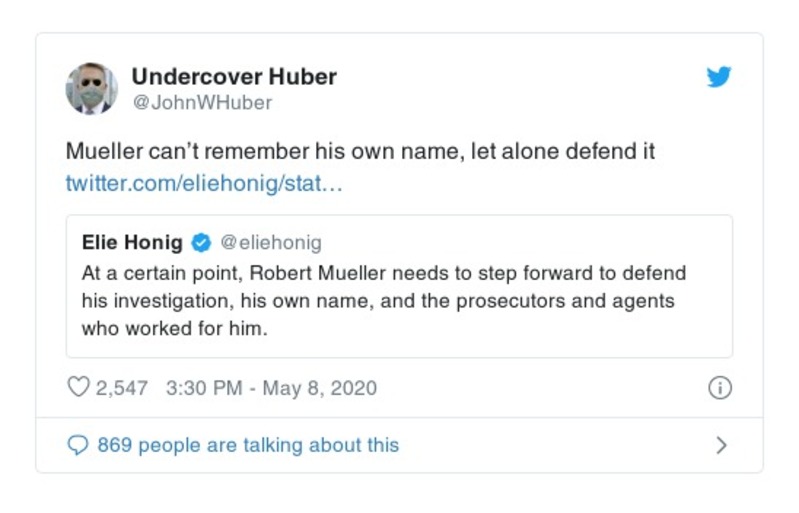 Undercover Huber
@JohnWHuber
Mueller can’t remember his own name, let alone defend it
twitter.com/eliehonig/stat…
Elie Honig @eliehonig
At a certain point, Robert Mueller needs to step forward to defend
his investigation, his own name, and the prosecutors and agents
who worked for him.
2,547 3:30 PM - May 8, 2020
869 people are talking about this